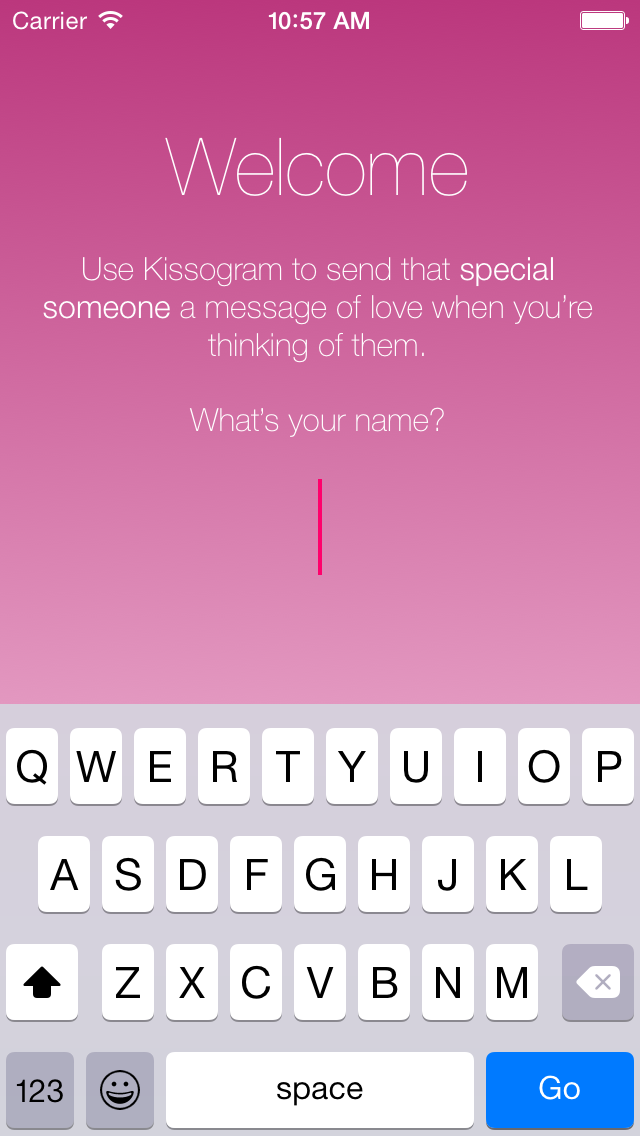 Carrier 10:57 AM
Welcome
Use Kissogram to send that special
someone a message of love when you’re
thinking of them.
What’s your name?
Q W E R T Y U I O P
A S D F G H J K L
Z X C V B N M
123 space Go